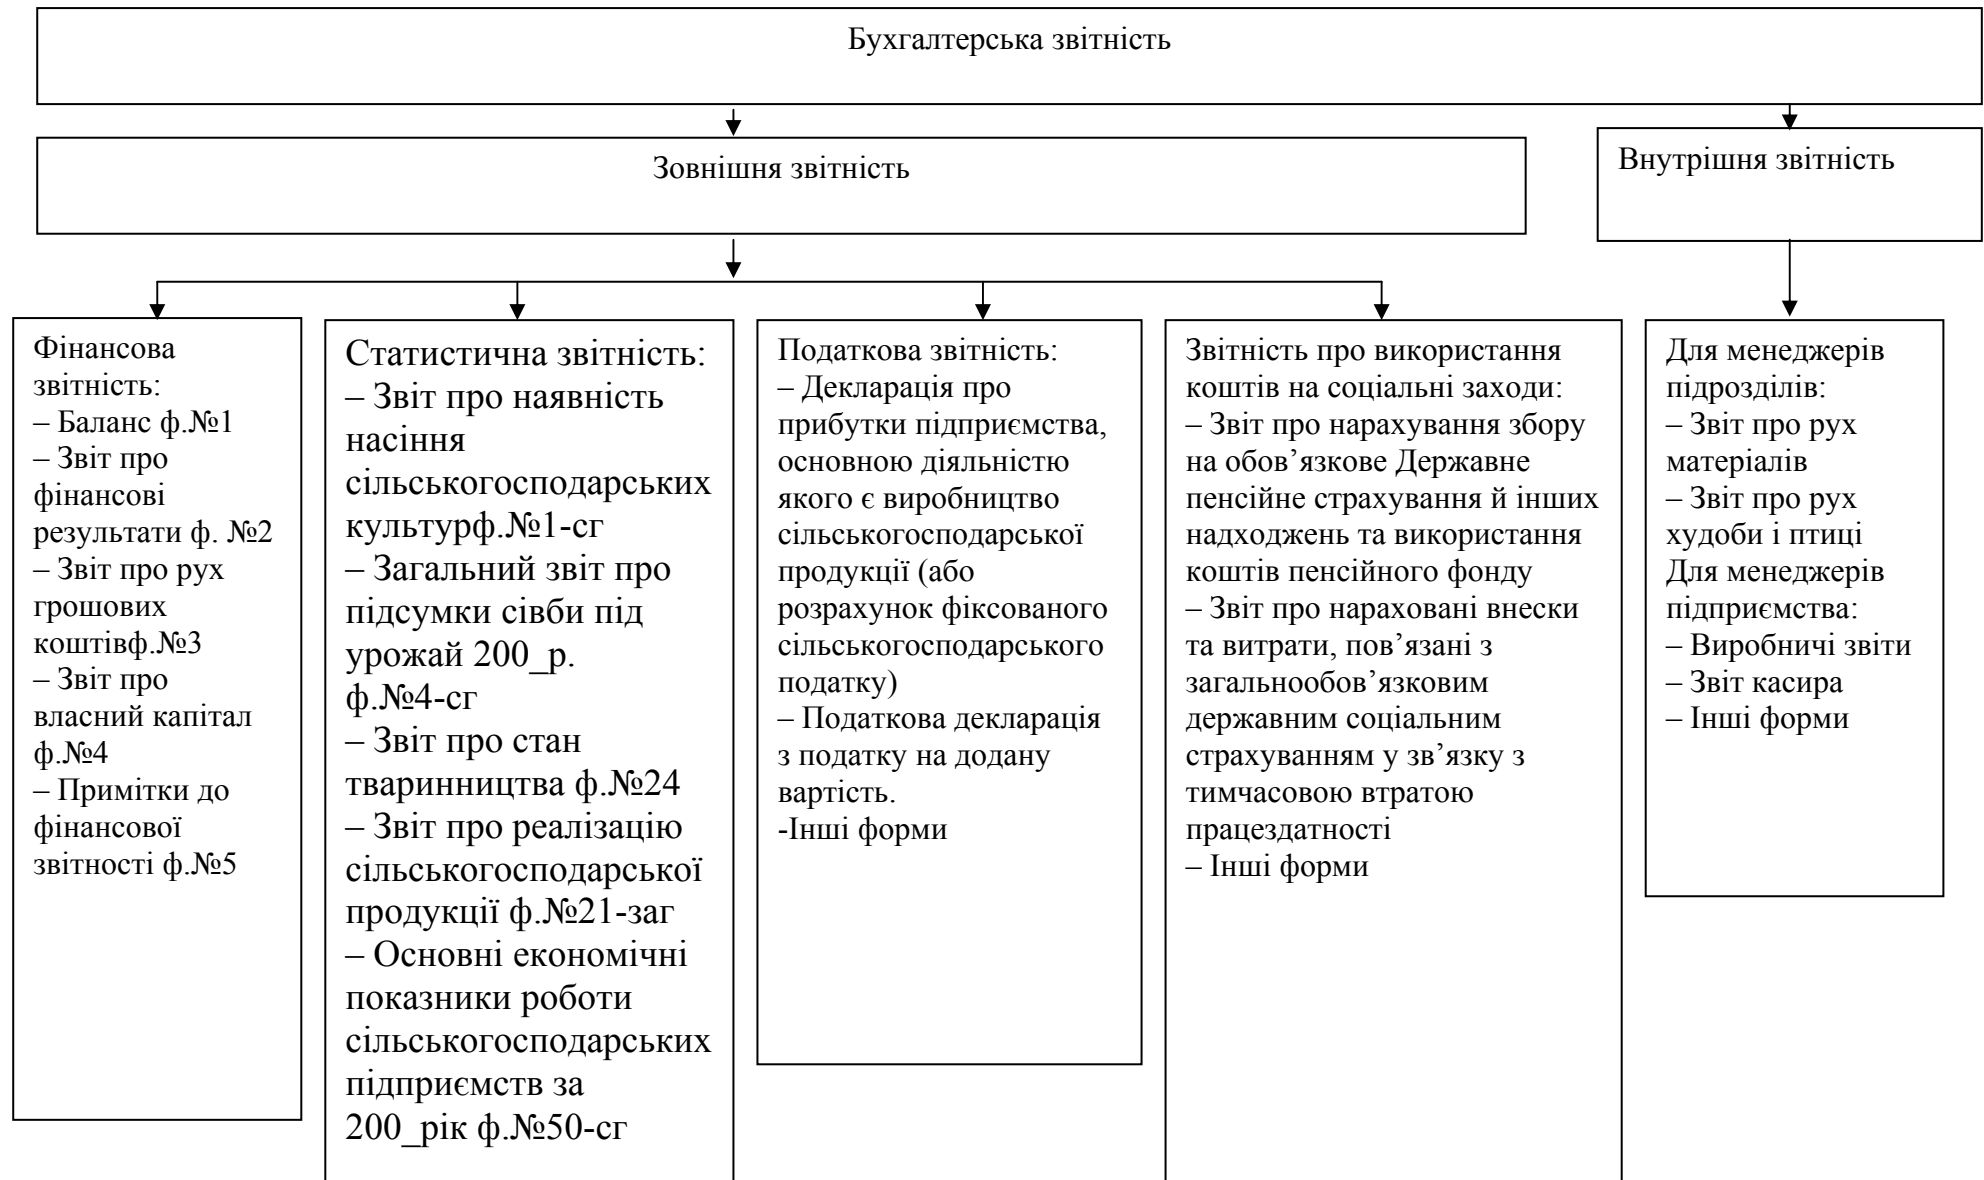 Бухгалтерська звітність
Зовнішня звітність
Внутрішня звітність
Фінансова
звітність:
– Баланс ф.№1
– Звіт про
фінансові
результати ф. №2
– Звіт про рух
грошових
коштівф.№3
– Звіт про
власний капітал
ф.№4
– Примітки до
фінансової
звітності ф.№5
Статистична звітність:
– Звіт про наявність
насіння
сільськогосподарських
культурф.№1-сг
– Загальний звіт про
підсумки сівби під
урожай 200_р.
ф.№4-сг
– Звіт про стан
тваринництва ф.№24
– Звіт про реалізацію
сільськогосподарської
продукції ф.№21-заг
– Основні економічні
показники роботи
сільськогосподарських
підприємств за
200_рік ф.№50-сг
Податкова звітність:
– Декларація про
прибутки підприємства,
основною діяльністю
якого є виробництво
сільськогосподарської
продукції (або
розрахунок фіксованого
сільськогосподарського
податку)
– Податкова декларація
з податку на додану
вартість.
-Інші форми
Звітність про використання
коштів на соціальні заходи:
– Звіт про нарахування збору
на обов’язкове Державне
пенсійне страхування й інших
надходжень та використання
коштів пенсійного фонду
– Звіт про нараховані внески
та витрати, пов’язані з
загальнообов’язковим
державним соціальним
страхуванням у зв’язку з
тимчасовою втратою
працездатності
– Інші форми
Для менеджерів
підрозділів:
– Звіт про рух
матеріалів
– Звіт про рух
худоби і птиці
Для менеджерів
підприємства:
– Виробничі звіти
– Звіт касира
– Інші форми